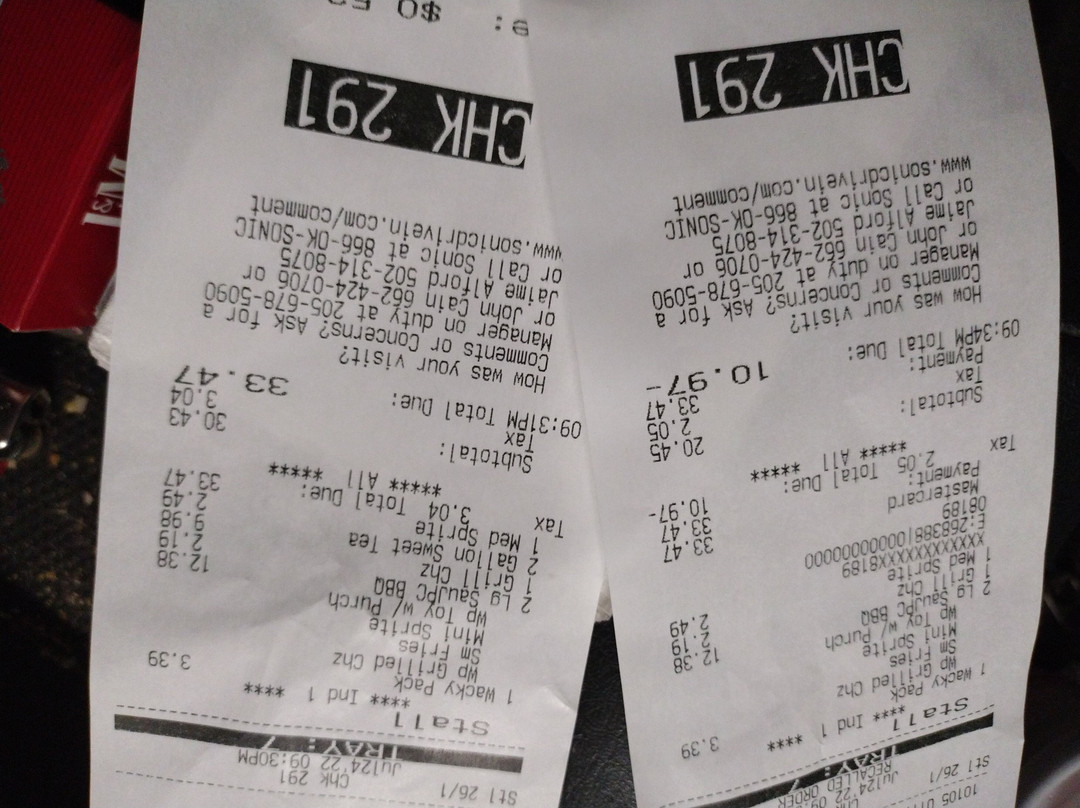 10105
Stl 26/1
RECALLED ORDER
TRAY: 7
Stall
**** Ind 1 ****
1 Wacky Pack 3.39
Wp Grilled Chz
Sm Fries
Mini Sprite
Wp Toy w/ Purch
2 Lg SauJPC BBQ 12.38
1 Grill Chz 2.19
1 Med Sprite 2.49
XXXXXXXXXXXX8189
08189
Mastercard 33.47
Payment: 33.47
Tax 2.05 Total Due: 10.97-
***** All *****
Subtotal: 20.45
Tax 2.05
Payment: 33.47
09:34PM Total Due: 10.97-
How was your visit?
Comments or Concerns? Ask for a
Manager on duty at 205-678-5090
or John Cain 662-424-0706 or
Jaime Alford 502-314-8075
or Call Sonic at 866-OK-SONIC
www.sonicdrivein.com/comment
CHK 291
Stl 26/1
Chk 291
Jul24'22 09:30PM
TRAY: 7
Stall
**** Ind 1 ****
1 Wacky Pack 3.39
Wp Grilled Chz
Sm Fries
Mini Sprite
Wp Toy w/ Purch
2 Lg SauJPC BBQ 12.38
1 Grill Chz 2.19
2 Gallon Sweet Tea 9.98
1 Med Sprite 2.49
Tax 3.04 Total Due: 33.47
***** All *****
Subtotal: 30.43
Tax 3.04
09:31PM Total Due: 33.47
How was your visit?
Comments or Concerns? Ask for a
Manager on duty at 205-678-5090
or John Cain 662-424-0706 or
Jaime Alford 502-314-8075
or Call Sonic at 866-OK-SONIC
www.sonicdrivein.com/comment
CHK 291